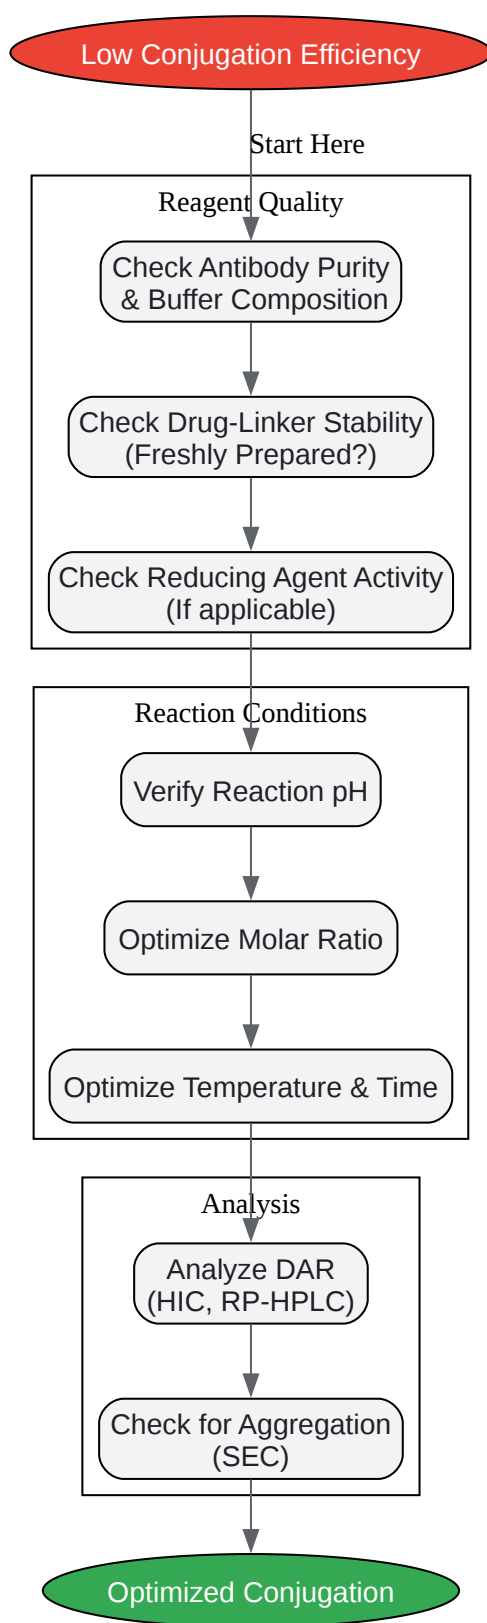 Low Conjugation Efficiency
Start Here
Reagent Quality
Check Antibody Purity
& Buffer Composition
Check Drug-Linker Stability
(Freshly Prepared?)
Check Reducing Agent Activity
(If applicable)
Reaction Conditions
Verify Reaction pH
Optimize Molar Ratio
Optimize Temperature & Time
Analysis
Analyze DAR
(HIC, RP-HPLC)
Check for Aggregation
(SEC)
Optimized Conjugation